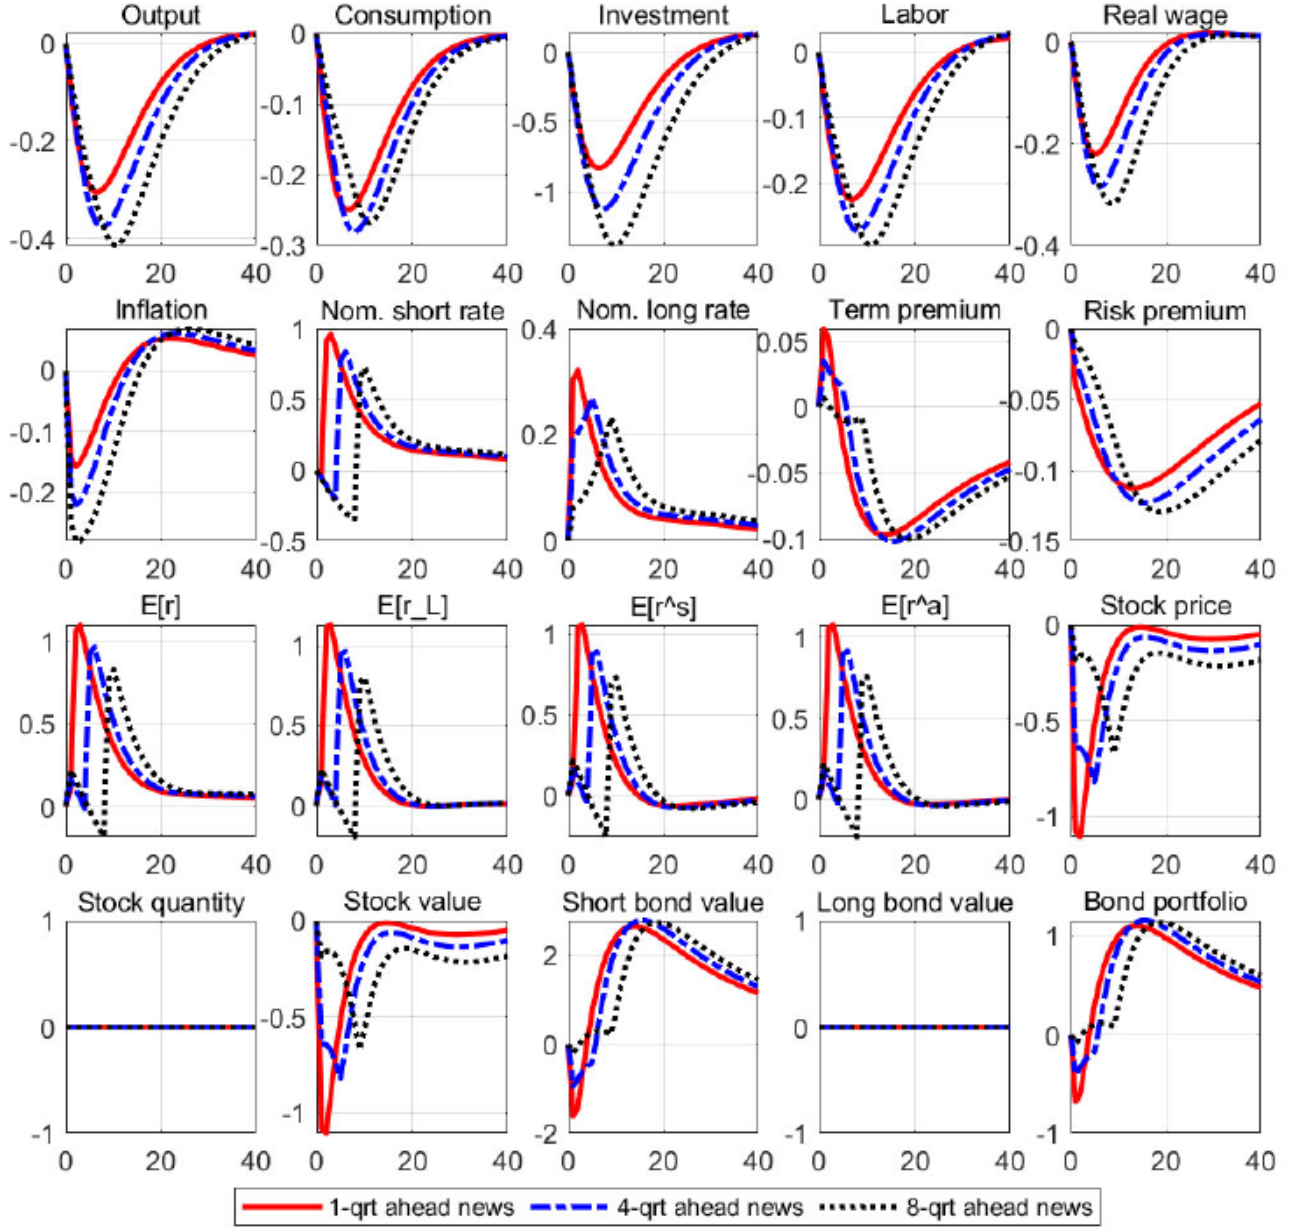 Output Consumption Investment Labor Real wage
0 0 0 0 0
-0.2 -0.1 -0.5 -0.1 -0.2
-0.2 -1 -0.2
-0.4 -0.3 -0.4
0 20 40 0 20 40 0 20 40 0 20 40 0 20 40
Inflation Nom. short rate Nom. long rate Term premium Risk premium
0 1 0.4 0.05 0
-0.1 0.5 0.2 0 -0.05
-0.2 0 -0.05 -0.1
-0.5 0 -0.1 -0.15
0 20 40 0 20 40 0 20 40 0 20 40 0 20 40
E[r] E[r_L] E[r^s] E[r^a] Stock price
1 1 1 1 0
0.5 0.5 0.5 0.5 -0.5
0 0 0 0 -1
0 20 40 0 20 40 0 20 40 0 20 40 0 20 40
Stock quantity Stock value Short bond value Long bond value Bond portfolio
1 0 2 1 1
0 -0.5 0 0 0
-1 -1 -2 -1 -1
0 20 40 0 20 40 0 20 40 0 20 40 0 20 40
1-qrt ahead news 4-qrt ahead news 8-qrt ahead news